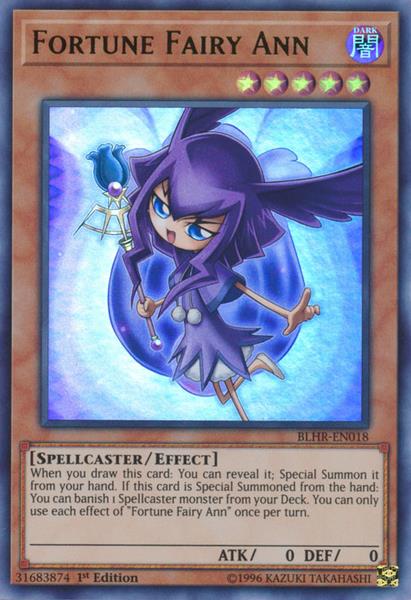 FORTUNE FAIRY ANN
DARK
闇
BLHR-EN018
[SPELLCASTER/EFFECT]
When you draw this card: You can reveal it; Special Summon it
from your hand. If this card is Special Summoned from the hand:
You can banish 1 Spellcaster monster from your Deck. You can only
use each effect of "Fortune Fairy Ann" once per turn.
ATK/ 0 DEF/ 0
31683874 1st Edition ©1996 KAZUKI TAKAHASHI